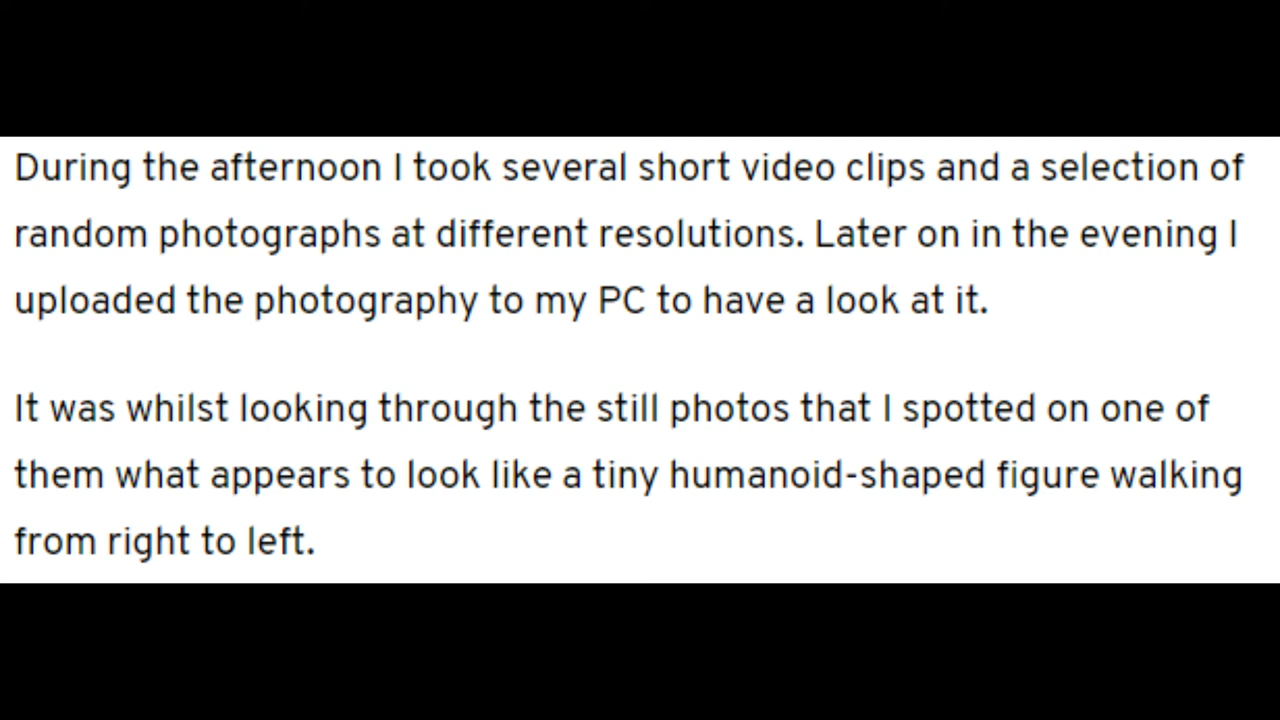 During the afternoon I took several short video clips and a selection of
random photographs at different resolutions. Later on in the evening I
uploaded the photography to my PC to have a look at it.
It was whilst looking through the still photos that I spotted on one of
them what appears to look like a tiny humanoid-shaped figure walking
from right to left.